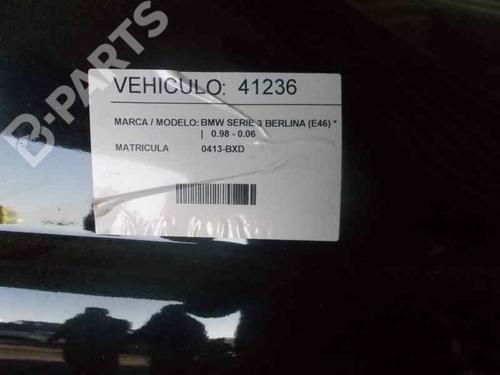 B-PARTS
VEHICULO: 41236
MARCA / MODELO: BMW SERIE 3 BERLINA (E46) *
| 0.98 - 0.06
MATRICULA 0413-BXD